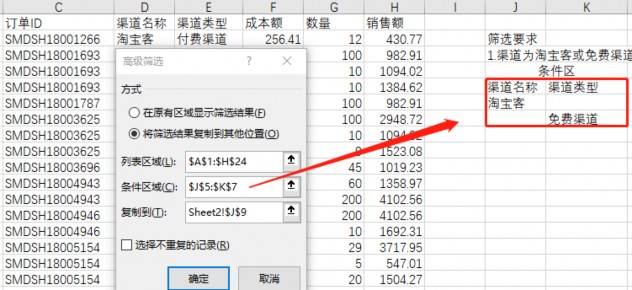 C D E F G H I J K
订单ID 渠道名称 渠道类型 成本额 数量 销售额
SMDSH18001266 淘宝客 付费渠道 256.41 12 430.77 筛选要求
SMDSH18001693 100 982.91 1.渠道为淘宝客或免费渠道
SMDSH18001693 10 1094.02 条件区
SMDSH18001693 10 1384.62 渠道名称 渠道类型
SMDSH18001787 100 982.91 淘宝客
SMDSH18003625 100 2948.72 免费渠道
SMDSH18003625 10
SMDSH18003625 1523.08
SMDSH18003696 45 1019.23
SMDSH18004943 60 1358.97
SMDSH18004943 200 4102.56
SMDSH18004946 200 4102.56
SMDSH18004946 10 1692.31
SMDSH18005154 29 3717.95
SMDSH18005154 5 547.01
SMDSH18005154 20 1504.27
高级筛选 ? ×
方式
在原有区域显示筛选结果(F)
将筛选结果复制到其他位置(O)
列表区域(L): $A$1:$H$24
条件区域(C): $J$5:$K$7
复制到(T): Sheet2!$J$9
选择不重复的记录(R)
确定 取消